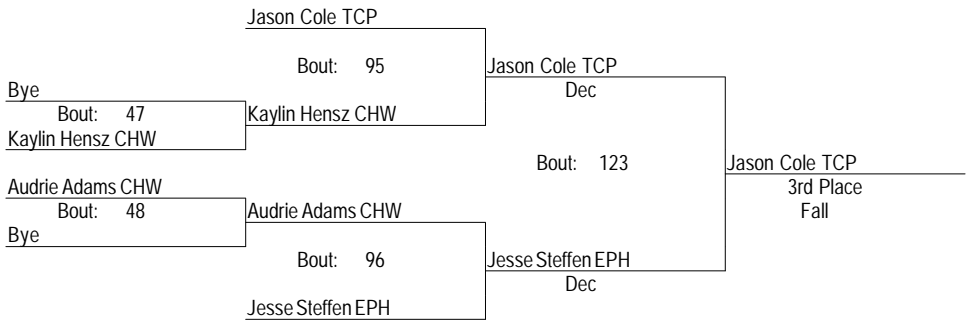 Jason Cole TCP
Bout: 95
Jason Cole TCP
Dec
Bye
Bout: 47
Kaylin Hensz CHW
Kaylin Hensz CHW
Bout: 123
Jason Cole TCP
3rd Place
Fall
Audrie Adams CHW
Bout: 48
Audrie Adams CHW
Bye
Bout: 96
Jesse Steffen EPH
Dec
Jesse Steffen EPH